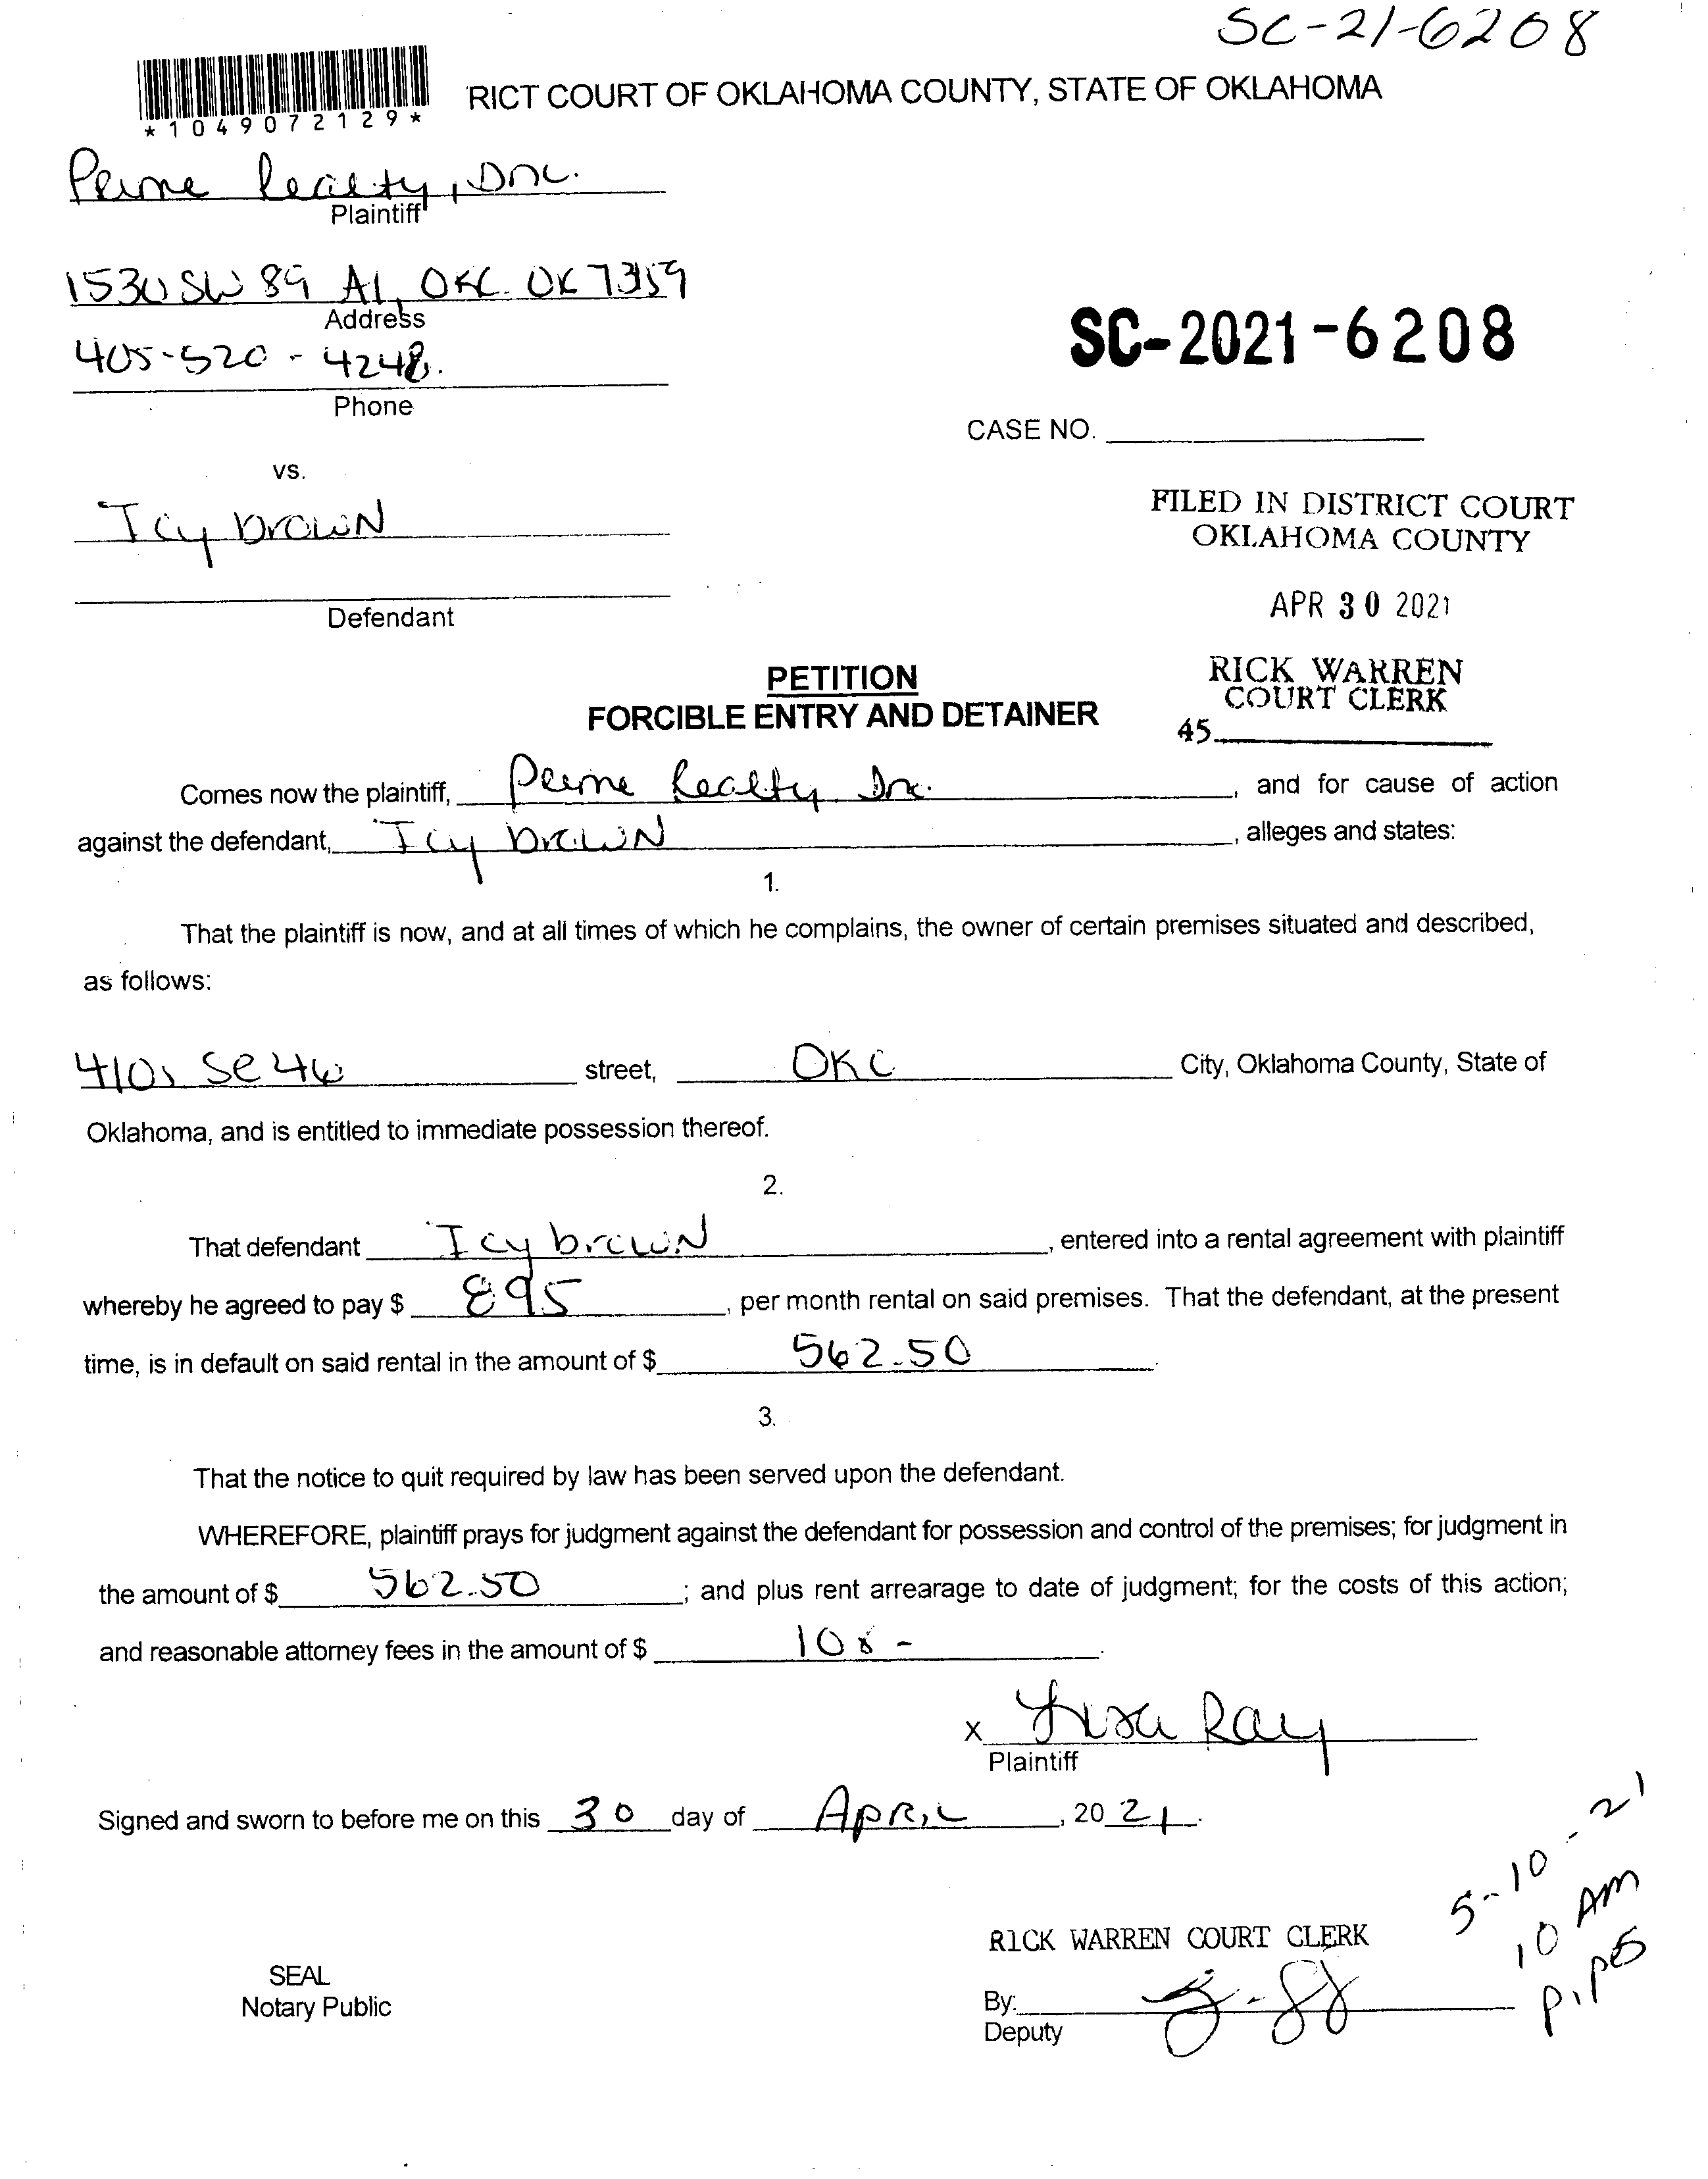 SC-21-6208
*1049072129*
RICT COURT OF OKLAHOMA COUNTY, STATE OF OKLAHOMA
Realty, Inc.
Plaintiff
1530 SW 89 A1, OKC. OK 73159
Address
405-520-4248.
Phone
SC-2021-6208
CASE NO.
vs.
Icy brown
Defendant
FILED IN DISTRICT COURT
OKLAHOMA COUNTY
APR 30 2021
RICK WARREN
COURT CLERK
45
PETITION
FORCIBLE ENTRY AND DETAINER
Comes now the plaintiff, Realty Inc. , and for cause of action
against the defendant, Icy brown , alleges and states:
1.
That the plaintiff is now, and at all times of which he complains, the owner of certain premises situated and described,
as follows:
4101 SE 46 street, OKC City, Oklahoma County, State of
Oklahoma, and is entitled to immediate possession thereof.
2.
That defendant Icy brown , entered into a rental agreement with plaintiff
whereby he agreed to pay $ 895 , per month rental on said premises. That the defendant, at the present
time, is in default on said rental in the amount of $ 562.50 .
3.
That the notice to quit required by law has been served upon the defendant.
WHEREFORE, plaintiff prays for judgment against the defendant for possession and control of the premises; for judgment in
the amount of $ 562.50 ; and plus rent arrearage to date of judgment; for the costs of this action;
and reasonable attorney fees in the amount of $ .
x Lisa Ray
Plaintiff
Signed and sworn to before me on this 30 day of April , 20 21.
5-10-21
10 AM
RICK WARREN COURT CLERK
SEAL
Notary Public
By:
Deputy